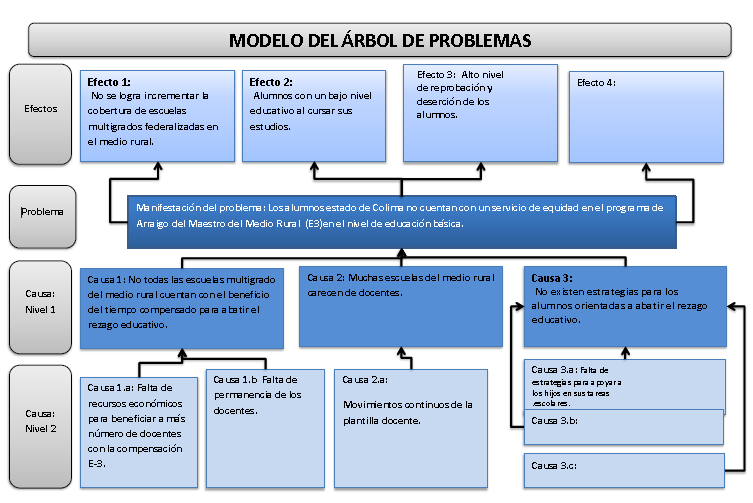 MODELO DEL ÁRBOL DE PROBLEMAS
Efectos
Efecto 1:
No se logra incrementar la
cobertura de escuelas
multigrados federalizadas en
el medio rural.
Efecto 2:
Alumnos con un bajo nivel
educativo al cursar sus
estudios.
Efecto 3: Alto nivel
de reprobación y
deserción de los
alumnos.
Efecto 4:
Problema
Manifestación del problema: Los alumnos estado de Colima no cuentan con un servicio de equidad en el programa de
Arraigo del Maestro del Medio Rural (E3)en el nivel de educación básica.
Causa:
Nivel 1
Causa 1: No todas las escuelas multigrado
del medio rural cuentan con el beneficio
del tiempo compensado para abatir el
rezago educativo.
Causa 2: Muchas escuelas del medio rural
carecen de docentes.
Causa 3:
No existen estrategias para los
alumnos orientadas a abatir el rezago
educativo.
Causa:
Nivel 2
Causa 1.a: Falta de
recursos económicos
para beneficiar a más
número de docentes
con la compensación
E-3.
Causa 1.b Falta de
permanencia de los
docentes.
Causa 2.a:
Movimientos continuos de la
plantilla docente.
Causa 3.a: Falta de
estrategias para apoyar a
los hijos en sus tareas
.escolares.
Causa 3.b:
Causa 3.c: